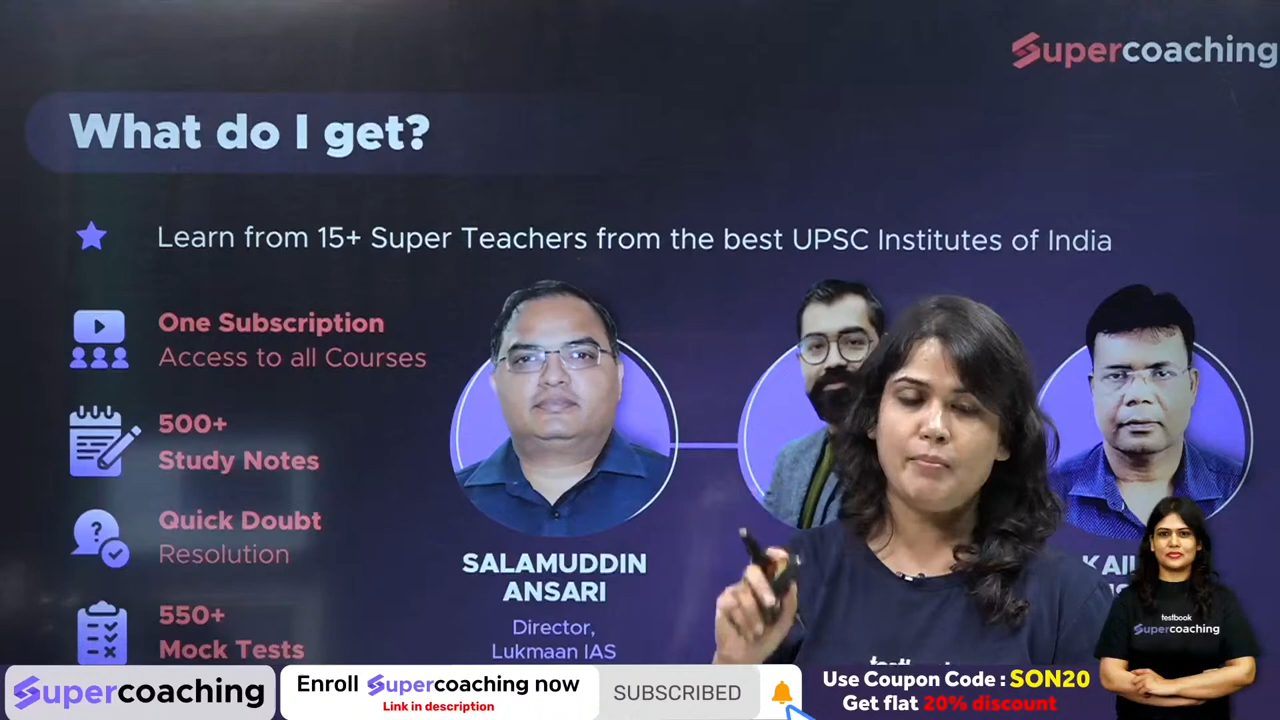 Supercoaching
What do I get?
Learn from 15+ Super Teachers from the best UPSC Institutes of India
One Subscription
Access to all Courses
500+
Study Notes
Quick Doubt
Resolution
550+
Mock Tests
SALAMUDDIN
ANSARI
Director,
Lukmaan IAS
testbook
Supercoaching
Supercoaching
Enroll Supercoaching now
Link in description
SUBSCRIBED
Use Coupon Code : SON20
Get flat 20% discount